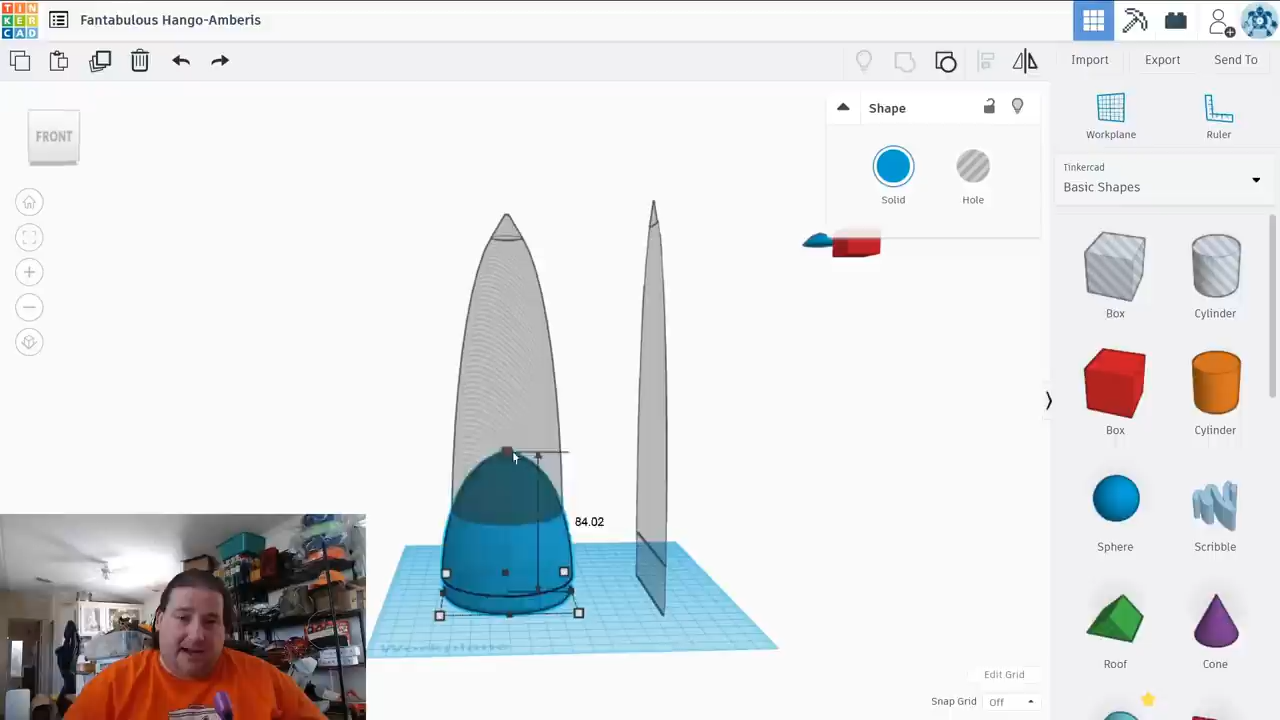 TIN
KER
CAD
Fantabulous Hango-Amberis
Import
Export
Send To
FRONT
Shape
Solid
Hole
Workplane
Ruler
Tinkercad
Basic Shapes
Box
Cylinder
Box
Cylinder
Sphere
Scribble
Roof
Cone
84.02
Workplane
Edit Grid
Snap Grid
Off